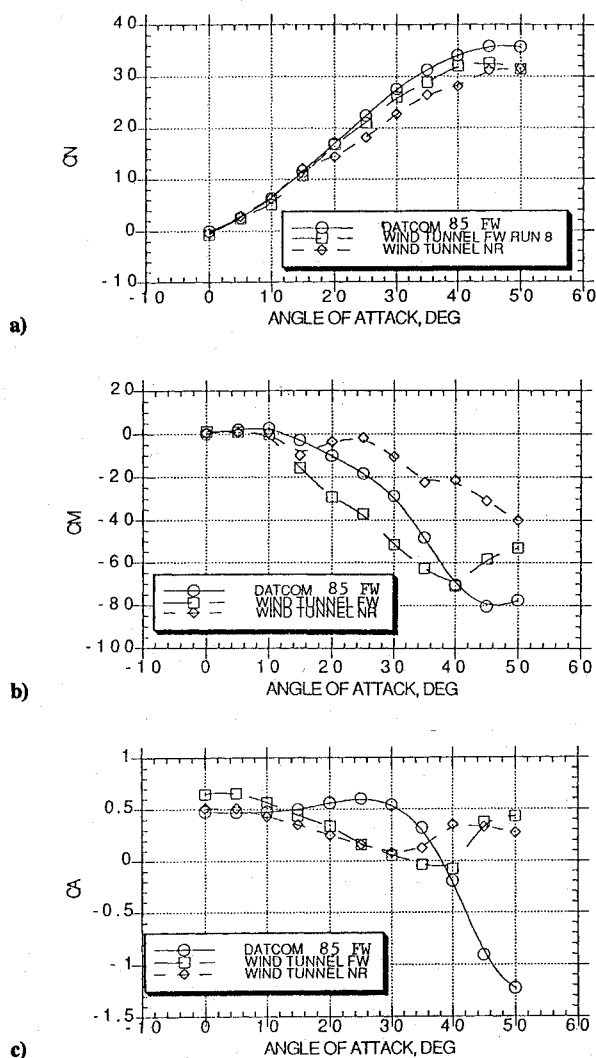 40
30
20
10
0
-10
CN
DATCOM 85 FW
WIND TUNNEL FW RUN 8
WIND TUNNEL NR
-10 0 10 20 30 40 50 60
ANGLE OF ATTACK, DEG
a)
20
0
-20
-40
-60
-80
-100
CM
DATCOM 85 FW
WIND TUNNEL FW
WIND TUNNEL NR
-10 0 10 20 30 40 50 60
ANGLE OF ATTACK, DEG
b)
1
0.5
0
-0.5
-1
-1.5
CA
DATCOM 85 FW
WIND TUNNEL FW
WIND TUNNEL NR
-10 0 10 20 30 40 50 60
ANGLE OF ATTACK, DEG
c)